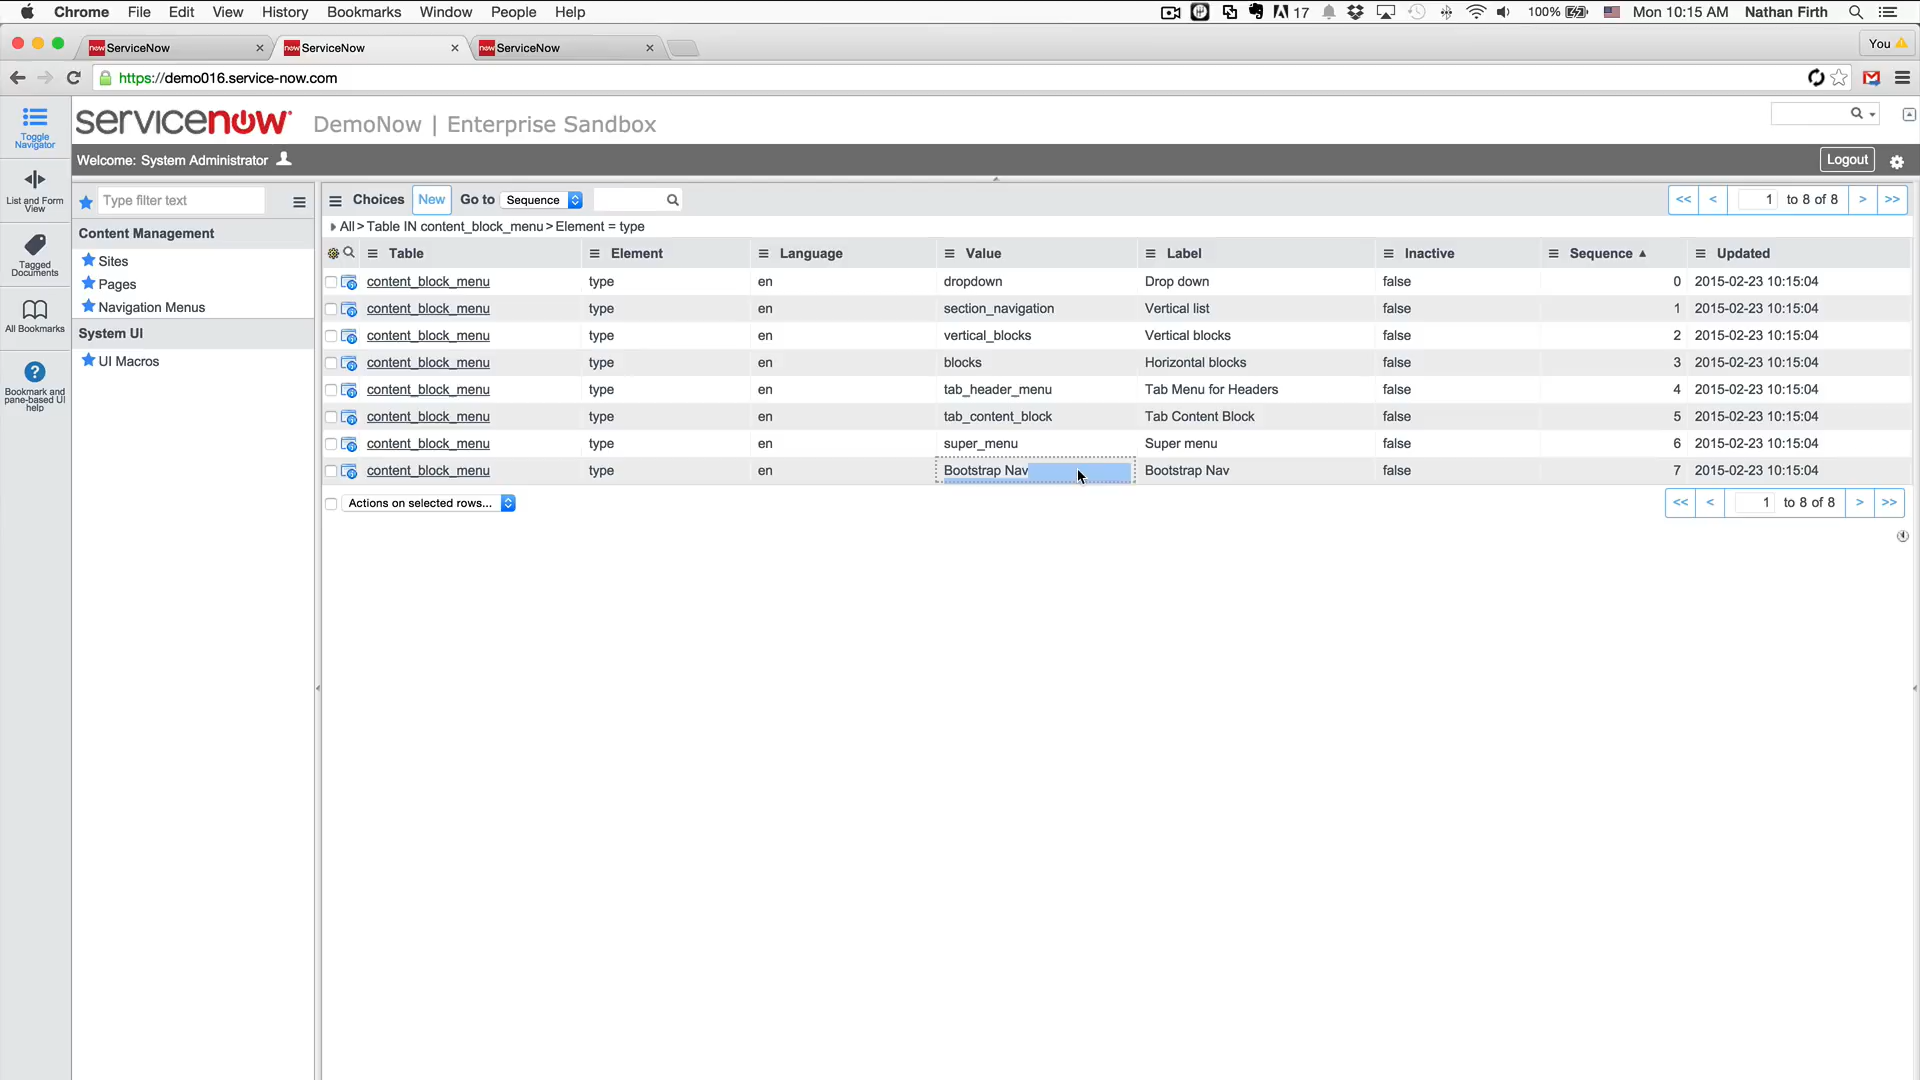 Chrome File Edit View History Bookmarks Window People Help 17 100% Mon 10:15 AM Nathan Firth
now ServiceNow now ServiceNow now ServiceNow You
https://demo016.service-now.com
Toggle Navigator
servicenow DemoNow | Enterprise Sandbox
Welcome: System Administrator Logout
List and Form View
Tagged Documents
All Bookmarks
Bookmark and pane-based UI help
Type filter text
Content Management
Sites
Pages
Navigation Menus
System UI
UI Macros
Choices New Go to Sequence << < 1 to 8 of 8 > >>
All > Table IN content_block_menu > Element = type
Table Element Language Value Label Inactive Sequence ▲ Updated
content_block_menu type en dropdown Drop down false 0 2015-02-23 10:15:04
content_block_menu type en section_navigation Vertical list false 1 2015-02-23 10:15:04
content_block_menu type en vertical_blocks Vertical blocks false 2 2015-02-23 10:15:04
content_block_menu type en blocks Horizontal blocks false 3 2015-02-23 10:15:04
content_block_menu type en tab_header_menu Tab Menu for Headers false 4 2015-02-23 10:15:04
content_block_menu type en tab_content_block Tab Content Block false 5 2015-02-23 10:15:04
content_block_menu type en super_menu Super menu false 6 2015-02-23 10:15:04
content_block_menu type en Bootstrap Nav Bootstrap Nav false 7 2015-02-23 10:15:04
Actions on selected rows... << < 1 to 8 of 8 > >>